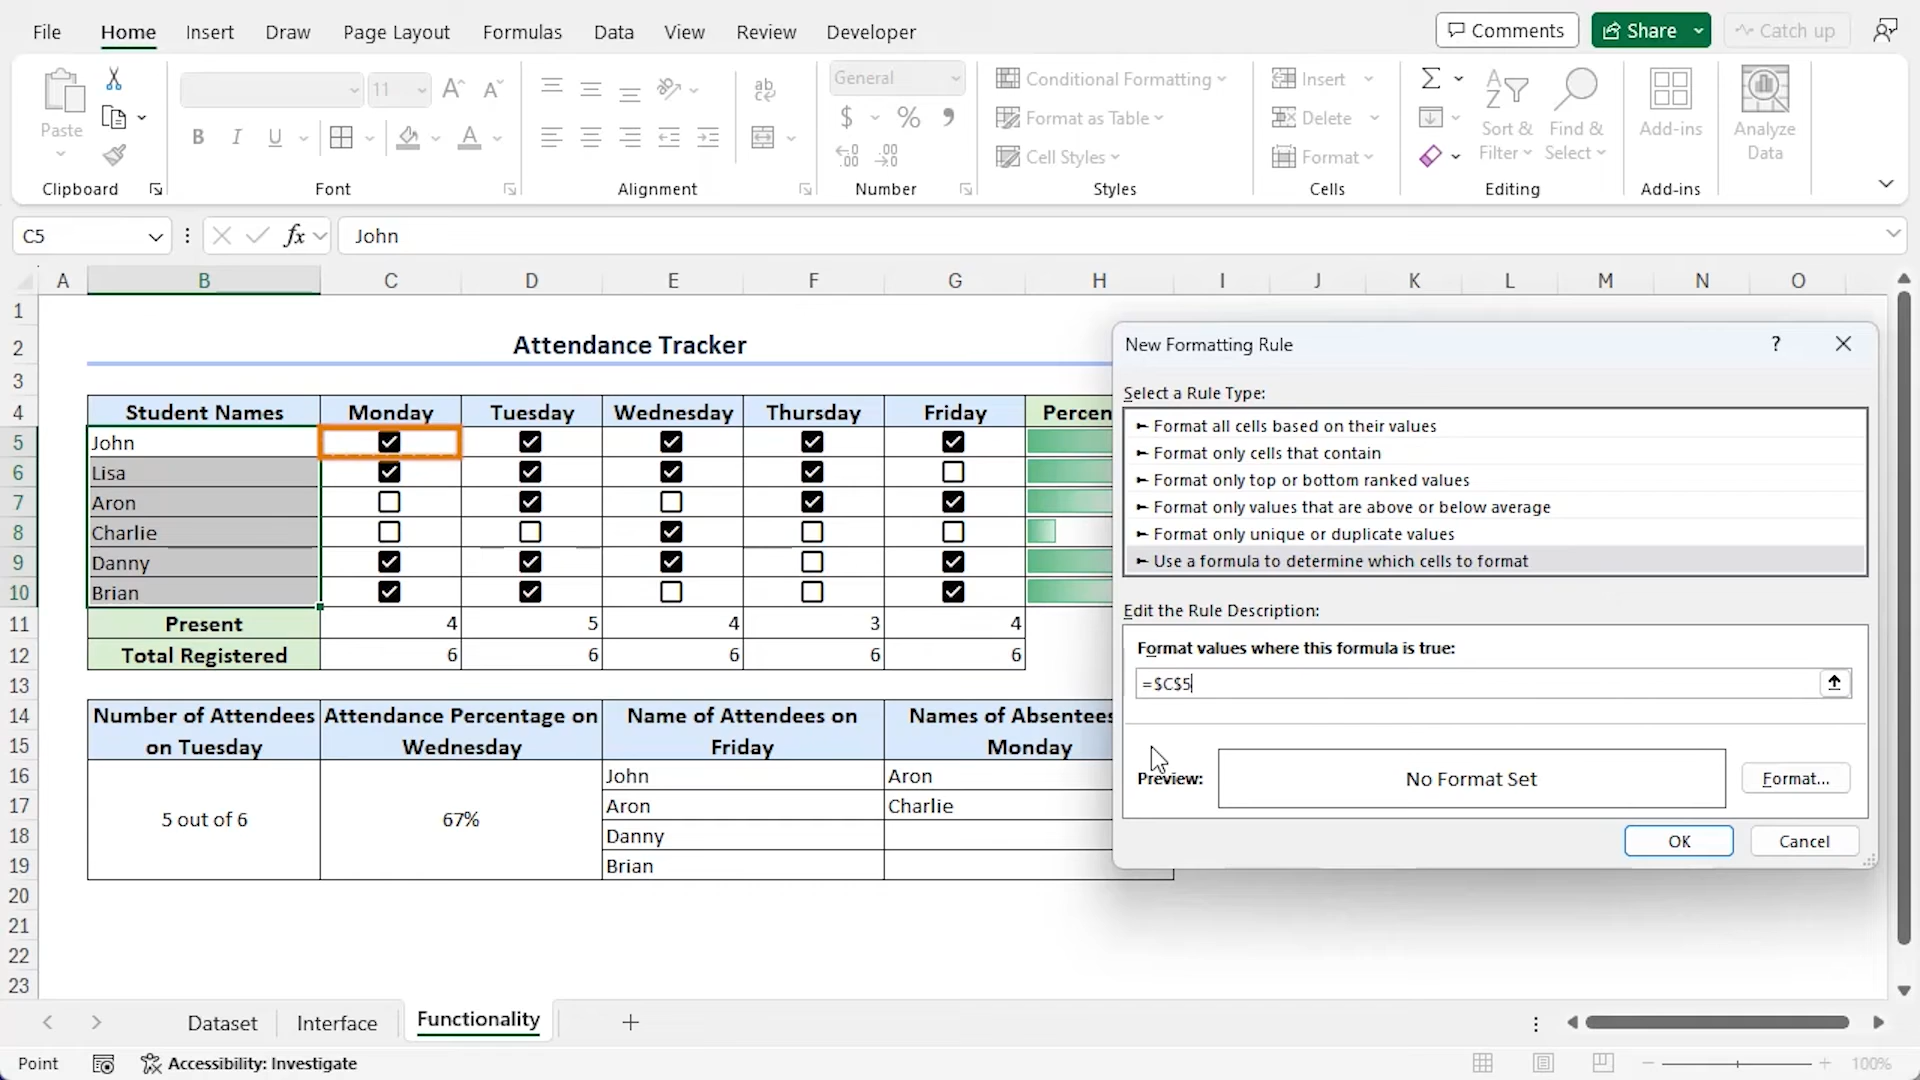 File Home Insert Draw Page Layout Formulas Data View Review Developer Comments Share Catch up
Paste
11
General
B I U
$ % 9
ab
Conditional Formatting
Format as Table
Cell Styles
Insert
Delete
Format
Sort & Filter
Find & Select
Add-ins
Analyze Data
Clipboard Font Alignment Number Styles Cells Editing Add-ins
C5 fx John
A B C D E F G H I J K L M N O
1
2 Attendance Tracker
3
4 Student Names Monday Tuesday Wednesday Thursday Friday Percen
5 John
6 Lisa
7 Aron
8 Charlie
9 Danny
10 Brian
11 Present 4 5 4 3 4
12 Total Registered 6 6 6 6 6
13
14 Number of Attendees Attendance Percentage on Name of Attendees on Names of Absentees
15 on Tuesday Wednesday Friday Monday
16 John Aron
17 5 out of 6 67% Aron Charlie
18 Danny
19 Brian
20
21
22
23
New Formatting Rule ?
Select a Rule Type:
Format all cells based on their values
Format only cells that contain
Format only top or bottom ranked values
Format only values that are above or below average
Format only unique or duplicate values
Use a formula to determine which cells to format
Edit the Rule Description:
Format values where this formula is true:
=$C$5
Preview: No Format Set Format...
OK Cancel
Dataset Interface Functionality +
Point Accessibility: Investigate 100%